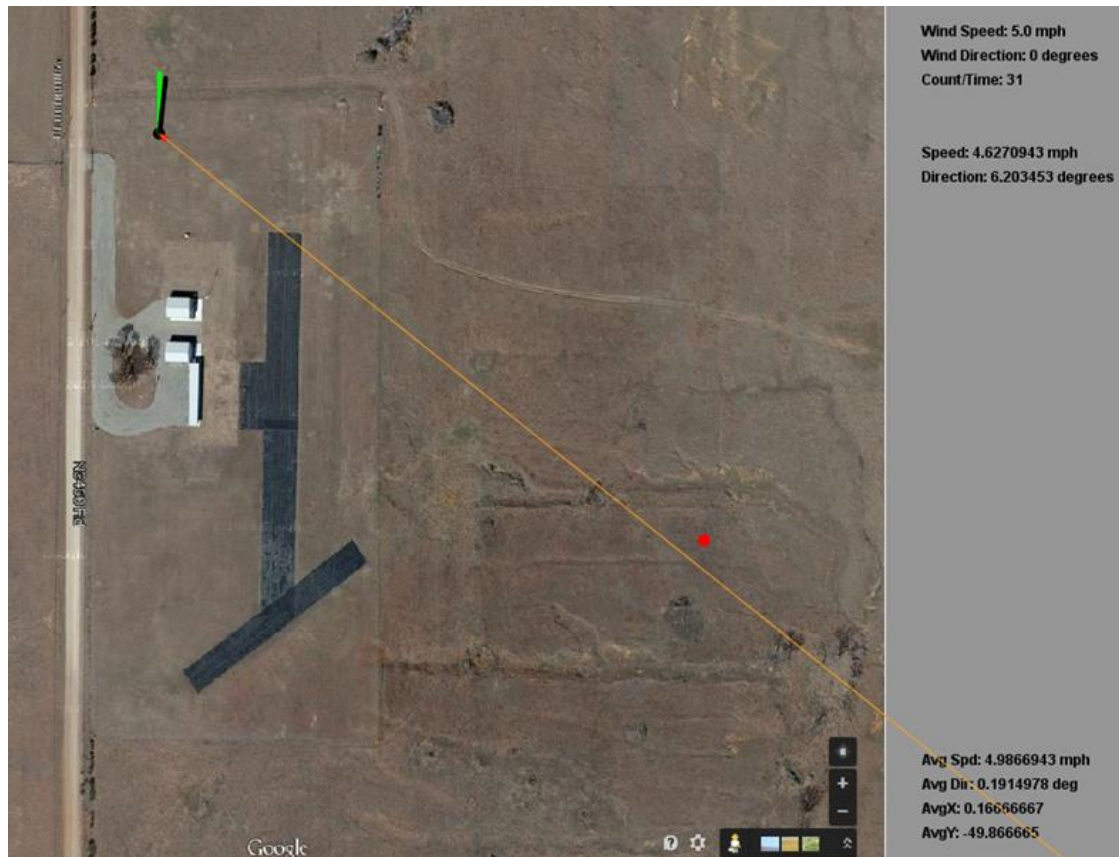 Wind Speed: 5.0 mph
Wind Direction: 0 degrees
Count/Time: 31
Speed: 4.6270943 mph
Direction: 6.203453 degrees
Avg Spd: 4.9866943 mph
Avg Dir: 0.1914978 deg
AvgX: 0.16666667
AvgY: -49.866665
Google